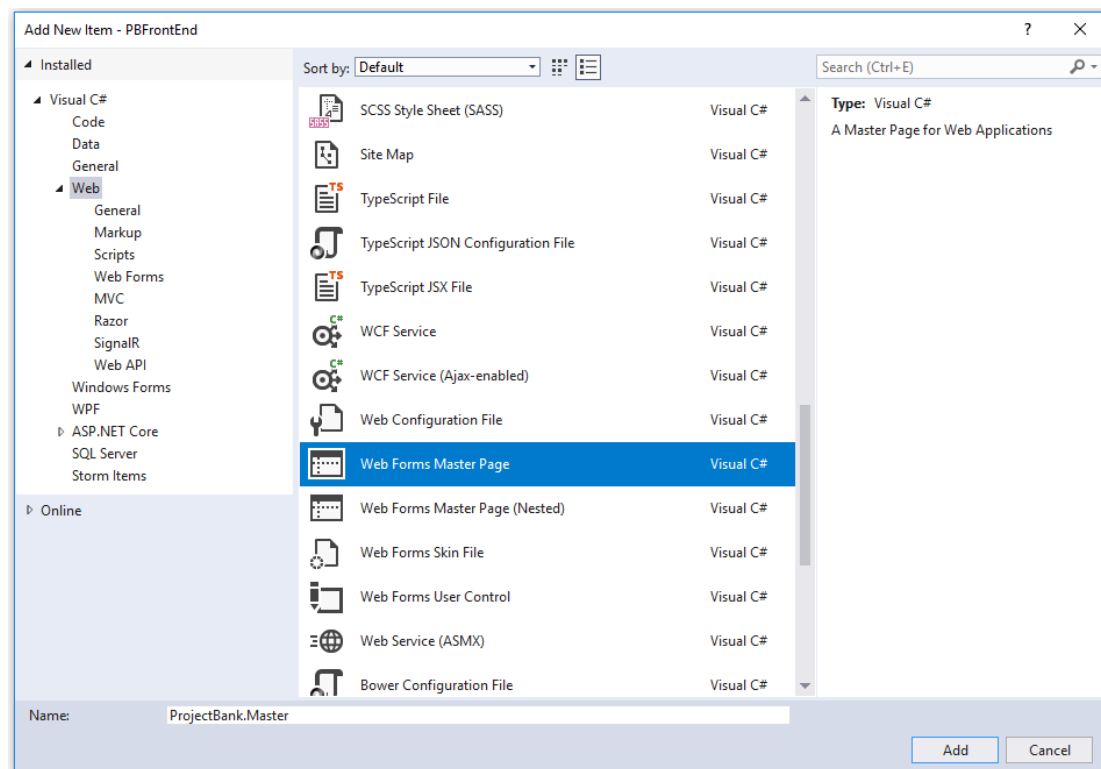 Add New Item - PBFrontEnd
?
Installed
Sort by: Default
Search (Ctrl+E)
Visual C#
Code
Data
General
Web
General
Markup
Scripts
Web Forms
MVC
Razor
SignalR
Web API
Windows Forms
WPF
ASP.NET Core
SQL Server
Storm Items
Online
SASS
SCSS Style Sheet (SASS) Visual C#
Site Map Visual C#
TS
TypeScript File Visual C#
TypeScript JSON Configuration File Visual C#
TS
TypeScript JSX File Visual C#
C#
WCF Service Visual C#
C#
WCF Service (Ajax-enabled) Visual C#
Web Configuration File Visual C#
Web Forms Master Page Visual C#
Web Forms Master Page (Nested) Visual C#
Web Forms Skin File Visual C#
Web Forms User Control Visual C#
Web Service (ASMX) Visual C#
Bower Configuration File Visual C#
Type: Visual C#
A Master Page for Web Applications
Name: ProjectBank.Master
Add Cancel